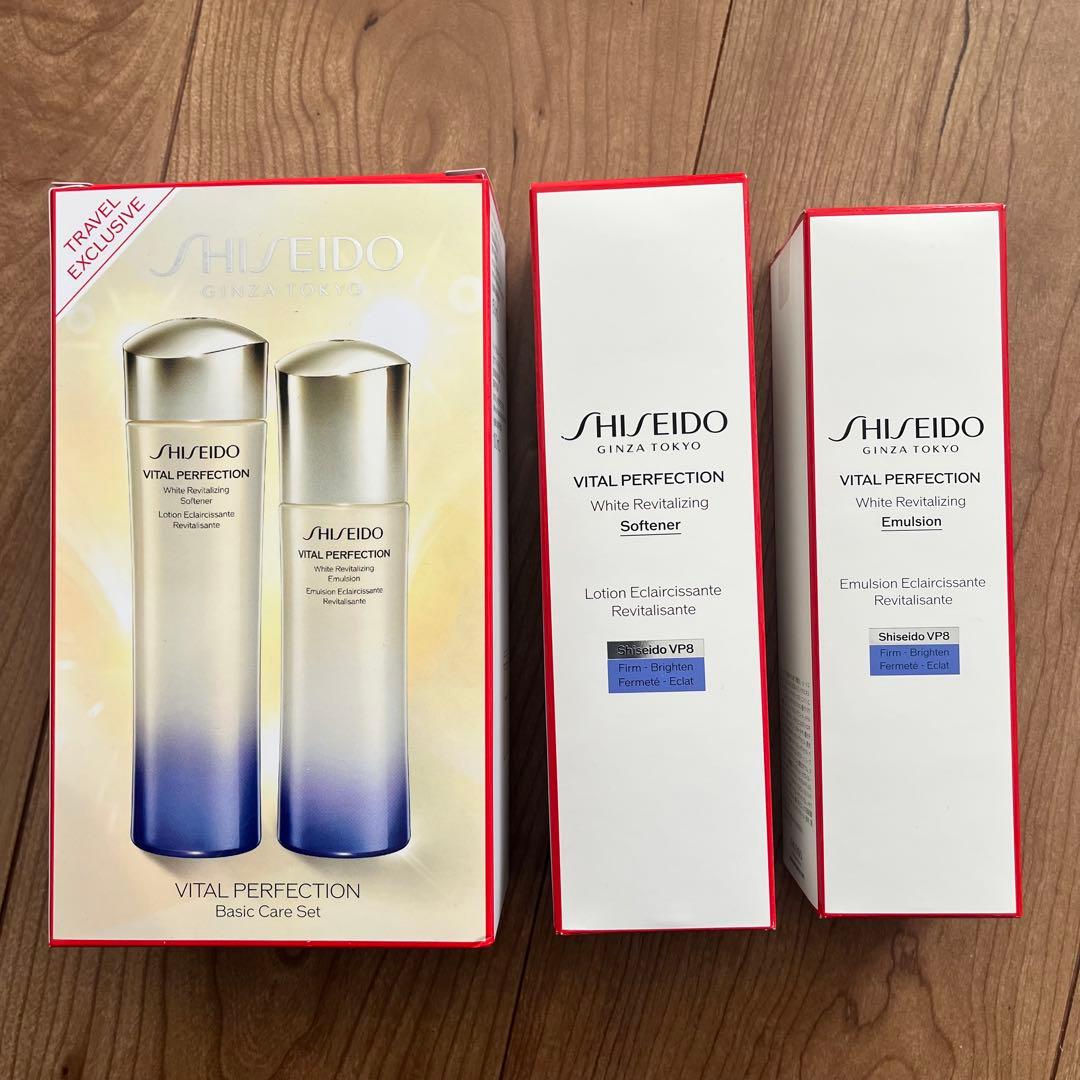 TRAVEL
EXCLUSIVE
SHISEIDO
GINZA TOKYO
SHISEIDO
VITAL PERFECTION
White Revitalizing
Softener
Lotion Eclaircissante
Revitalisante
SHISEIDO
VITAL PERFECTION
White Revitalizing
Emulsion
Emulsion Eclaircissante
Revitalisante
VITAL PERFECTION
Basic Care Set
SHISEIDO
GINZA TOKYO
VITAL PERFECTION
White Revitalizing
Softener
Lotion Eclaircissante
Revitalisante
Shiseido VP8
Firm - Brighten
Fermeté - Eclat
SHISEIDO
GINZA TOKYO
VITAL PERFECTION
White Revitalizing
Emulsion
Emulsion Eclaircissante
Revitalisante
Shiseido VP8
Firm - Brighten
Fermeté - Eclat